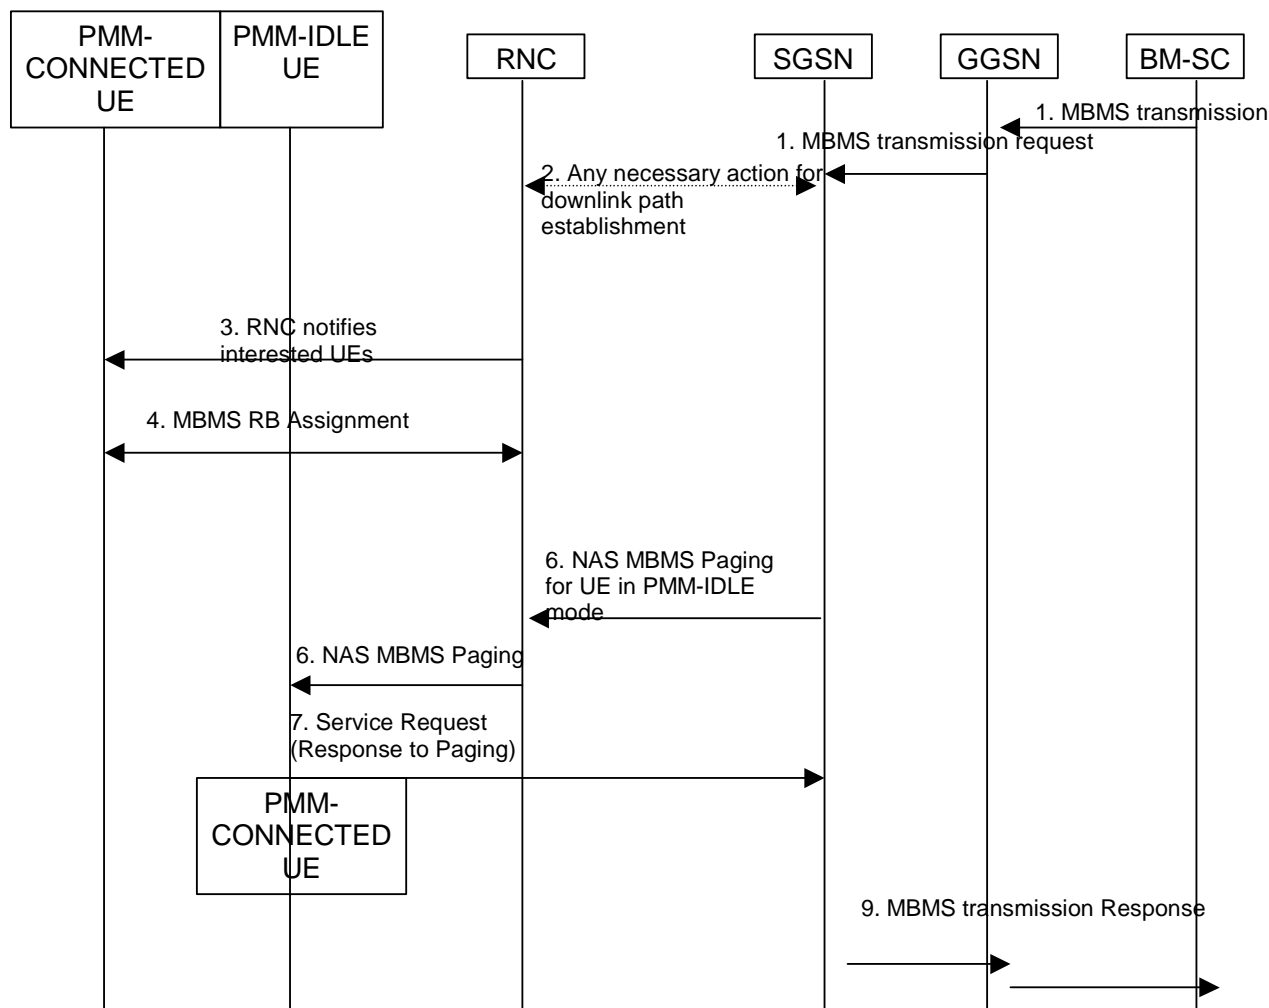 PMM-
CONNECTED
UE
PMM-IDLE
UE
RNC
SGSN
GGSN
BM-SC
1. MBMS transmission
1. MBMS transmission request
2. Any necessary action for
downlink path
establishment
3. RNC notifies
interested UEs
4. MBMS RB Assignment
6. NAS MBMS Paging
for UE in PMM-IDLE
mode
6. NAS MBMS Paging
7. Service Request
(Response to Paging)
PMM-
CONNECTED
UE
9. MBMS transmission Response